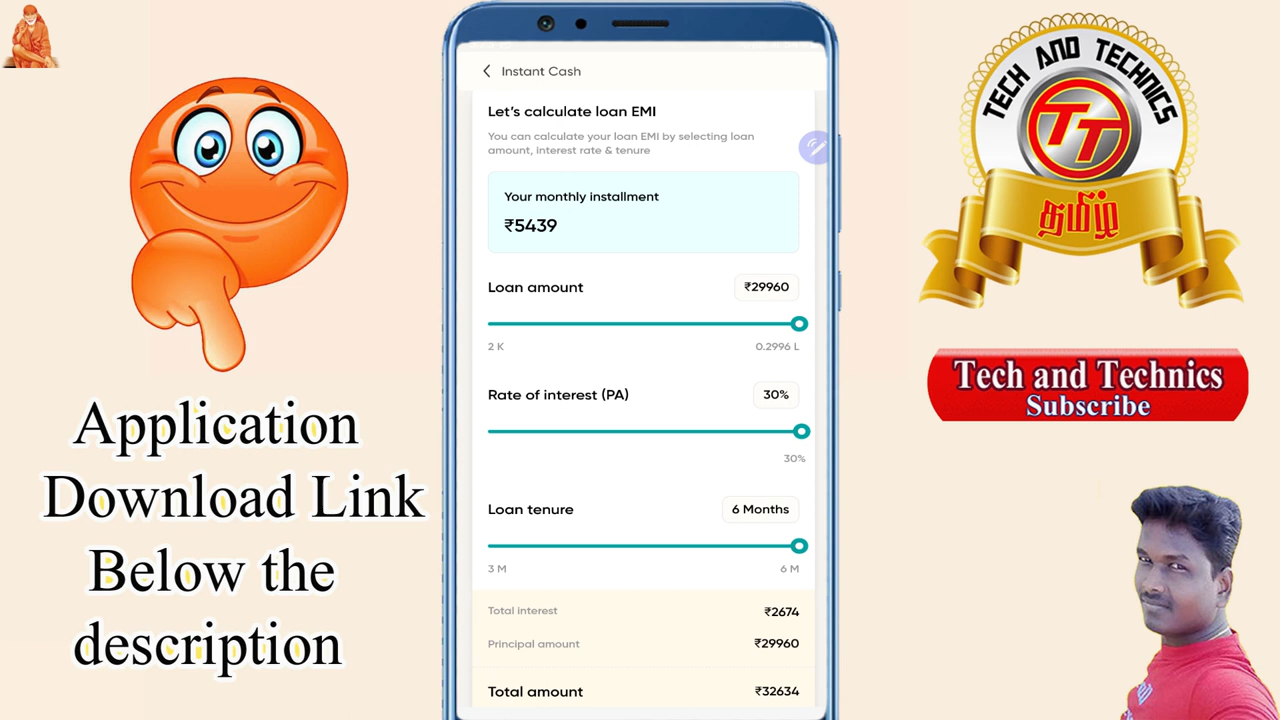 Instant Cash
Let's calculate loan EMI
You can calculate your loan EMI by selecting loan
amount, interest rate & tenure
Your monthly installment
₹5439
Loan amount
₹29960
2 K
0.2996 L
Rate of interest (PA)
30%
30%
Loan tenure
6 Months
3 M
6 M
Total interest
₹2674
Principal amount
₹29960
Total amount
₹32634
Application
Download Link
Below the
description
TECH AND TECHNICS
TT
தமிழ்
Tech and Technics
Subscribe